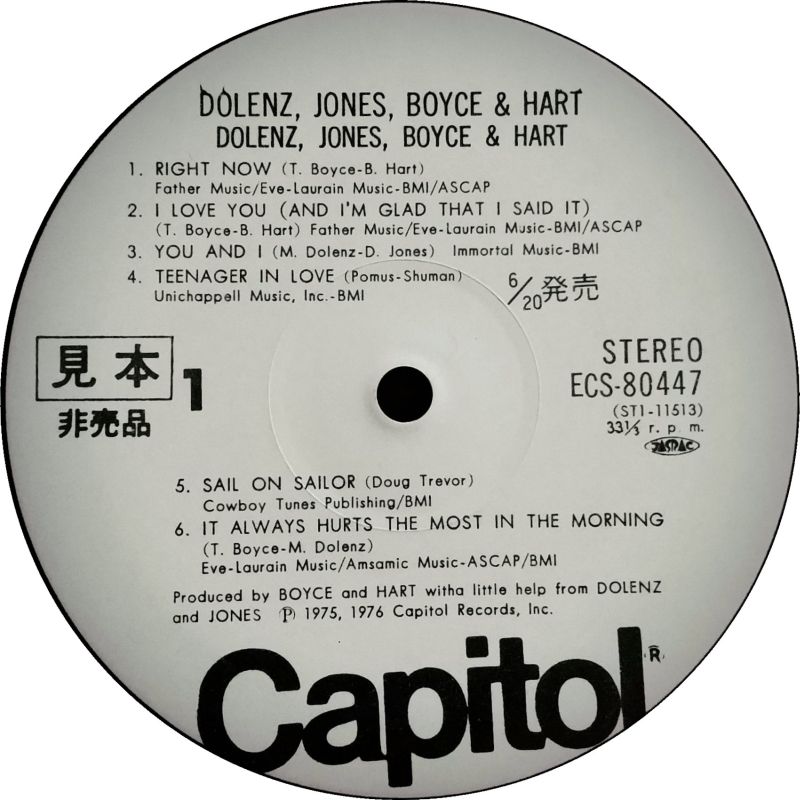 DOLENZ, JONES, BOYCE & HART
DOLENZ, JONES, BOYCE & HART
1. RIGHT NOW (T. Boyce-B. Hart)
Father Music/Eve-Laurain Music-BMI/ASCAP
2. I LOVE YOU (AND I'M GLAD THAT I SAID IT)
(T. Boyce-B. Hart) Father Music/Eve-Laurain Music-BMI/ASCAP
3. YOU AND I (M. Dolenz-D. Jones) Immortal Music-BMI
4. TEENAGER IN LOVE (Pomus-Shuman)
Unichappell Music, Inc.-BMI
6/20発売
見本
非売品
1
STEREO
ECS-80447
(ST1-11513)
33⅓ r. p. m.
JASRAC
5. SAIL ON SAILOR (Doug Trevor)
Cowboy Tunes Publishing/BMI
6. IT ALWAYS HURTS THE MOST IN THE MORNING
(T. Boyce-M. Dolenz)
Eve-Laurain Music/Amsamic Music-ASCAP/BMI
Produced by BOYCE and HART witha little help from DOLENZ
and JONES ℗ 1975, 1976 Capitol Records, Inc.
Capitol®